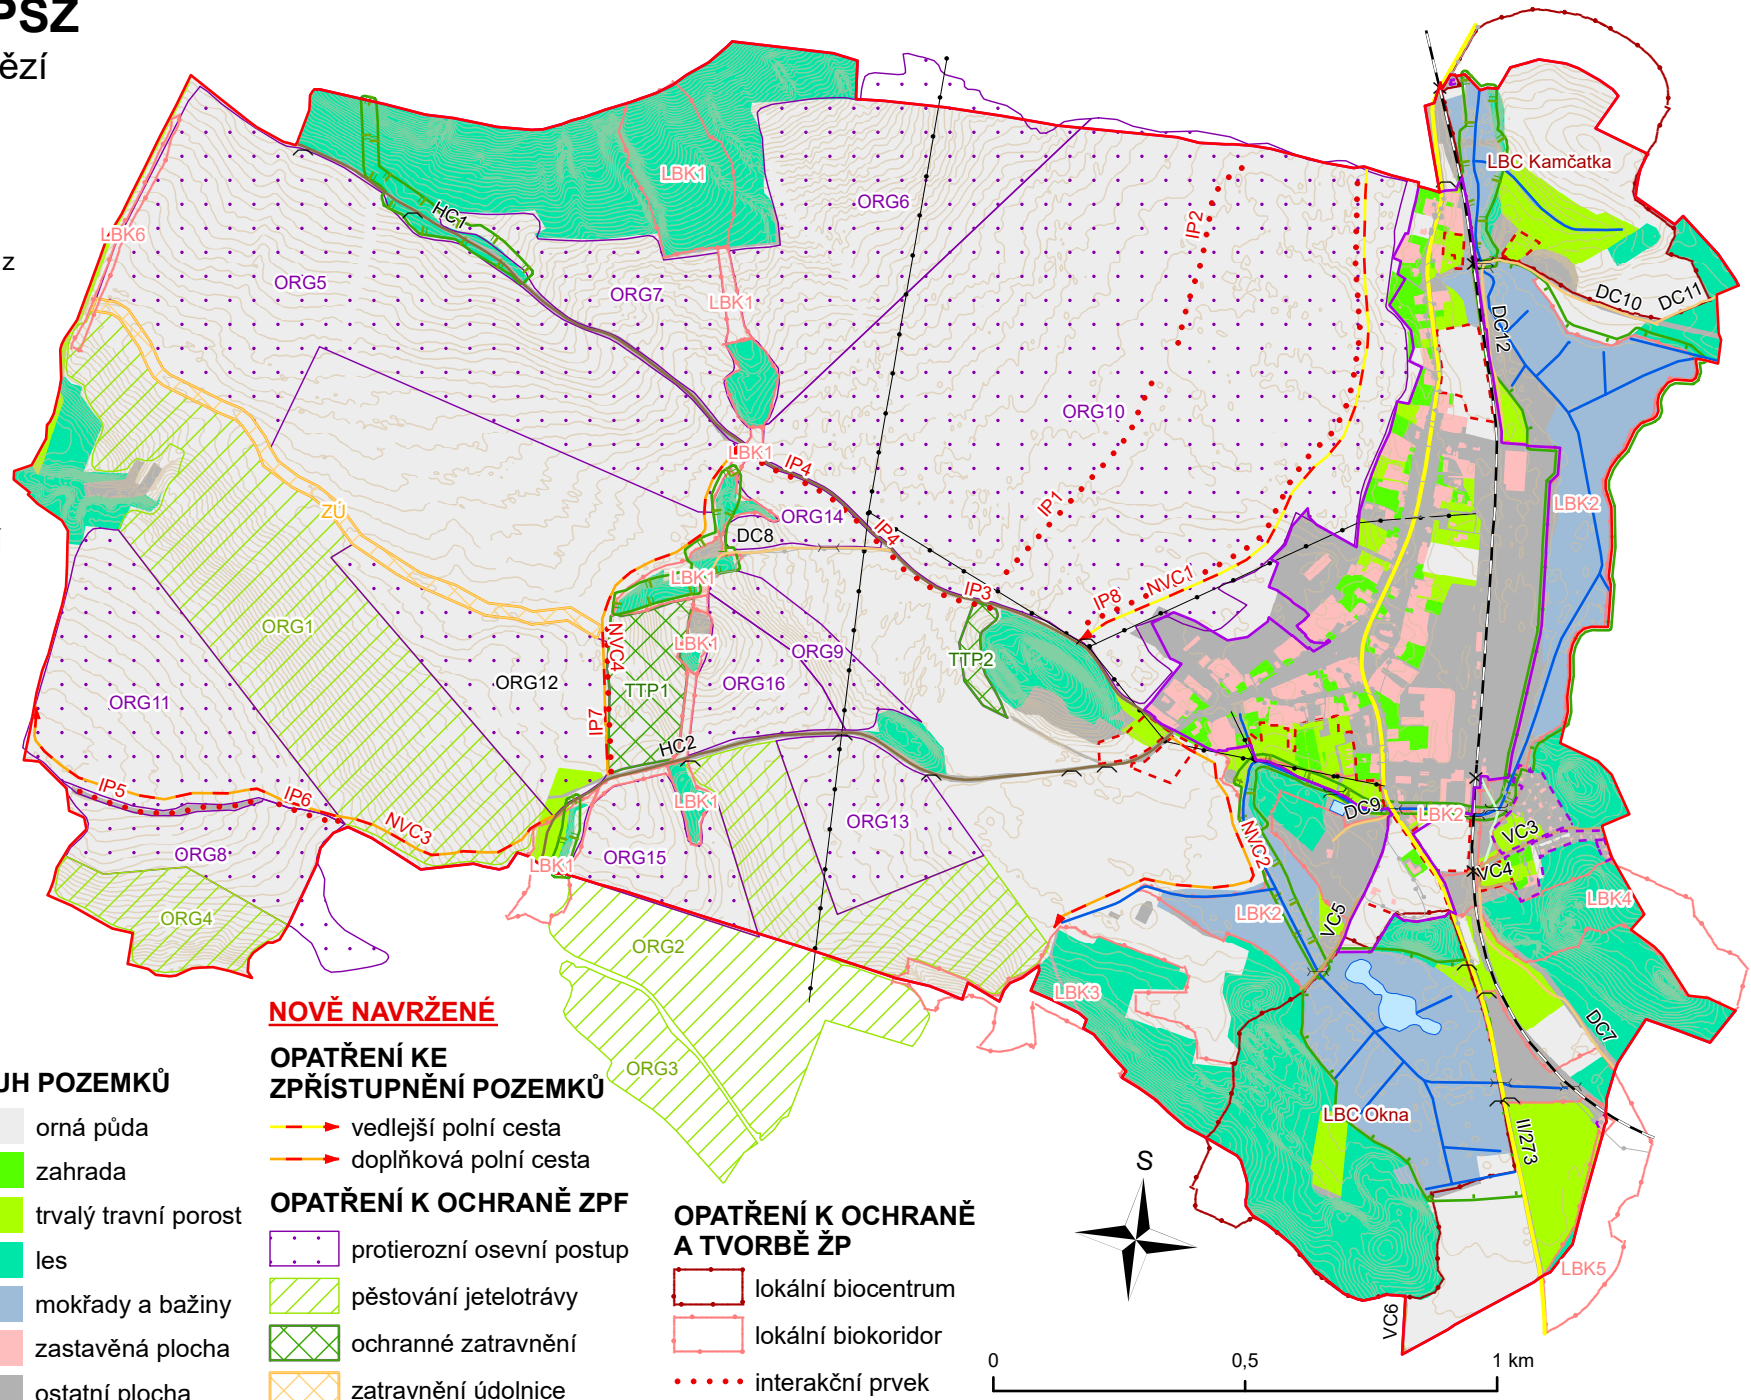 PSZ
ězí
z
LBC Kamčatka
LBK1
ORG6
IP2
HC1
LBK6
ORG5
ORG7
LBK1
DC10
DC11
DC12
ORG10
LBK1
IP4
IP1
LBK2
ZÚ
ORG14
IP4
DC8
LBK1
NVC1
IP3
IP8
ORG1
NVC4
LBK1
ORG9
TTP2
ORG12
TTP1
ORG16
ORG11
IP7
HC2
IP5
IP6
LBK1
DC9
LBK2
NVC3
ORG13
VC3
NVC2
ORG8
ORG15
LBK1
VC4
LBK4
ORG4
LBK2
VC5
ORG2
LBK3
NOVĚ NAVRŽENÉ
DC7
OPATŘENÍ KE
ZPŘÍSTUPNĚNÍ POZEMKŮ
ORG3
UH POZEMKŮ
LBC Okna
orná půda
vedlejší polní cesta
II/273
doplňková polní cesta
zahrada
S
OPATŘENÍ K OCHRANĚ ZPF
trvalý travní porost
OPATŘENÍ K OCHRANĚ
A TVORBĚ ŽP
protierozní osevní postup
les
LBK5
lokální biocentrum
pěstování jetelotrávy
mokřady a bažiny
VC6
lokální biokoridor
ochranné zatravnění
zastavěná plocha
0
0,5
1 km
interakční prvek
zatravnění údolnice
ostatní plocha